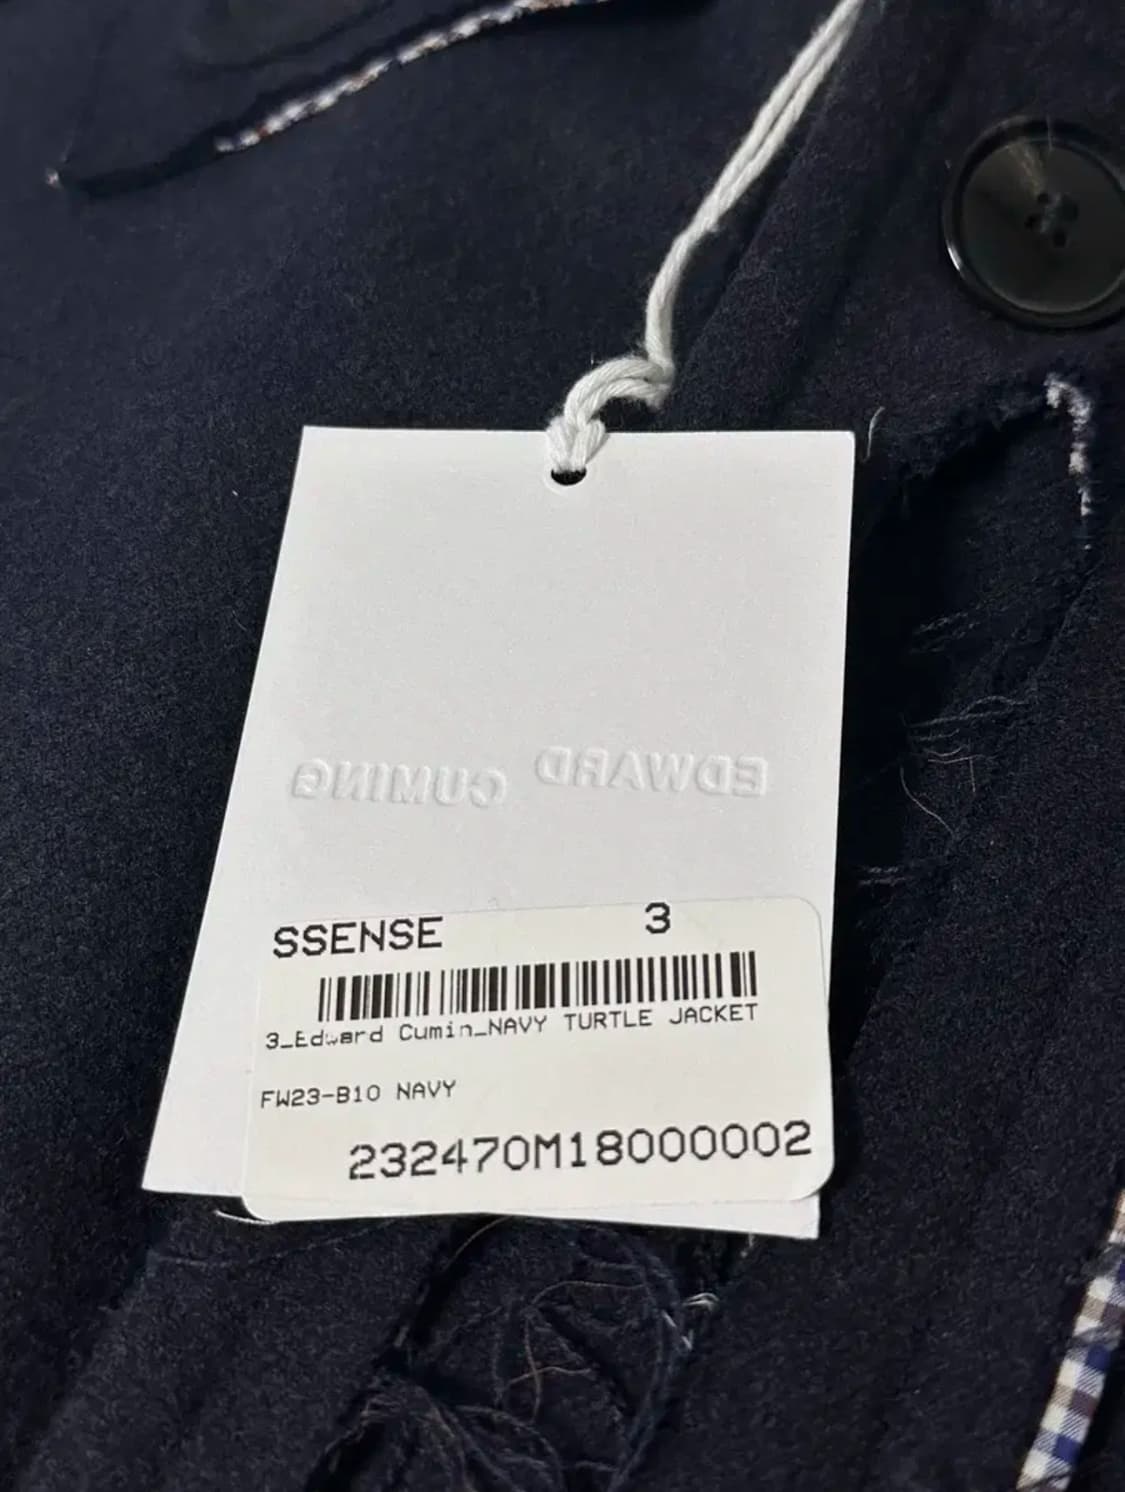 EDWARD CUMING
SSENSE 3
3_Edward Cumin_NAVY TURTLE JACKET
FW23-B10 NAVY
232470M18000002